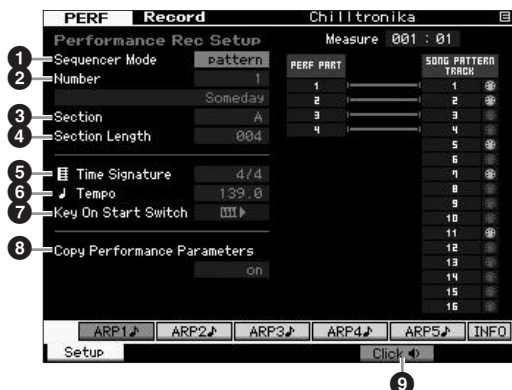 PERF Record Chilltronika
Performance Rec Setup Measure 001 : 01
1 Sequencer Mode pattern
2 Number 1
Someday
3 Section A
4 Section Length 004
5 Time Signature 4/4
6 Tempo 139.0
7 Key On Start Switch
8 Copy Performance Parameters
on
PERF PART
1
2
3
4
SONG PATTERN
TRACK
1
2
3
4
5
6
7
8
9
10
11
12
13
14
15
16
ARP1♪ ARP2♪ ARP3♪ ARP4♪ ARP5♪ INFO
Setup Click
9